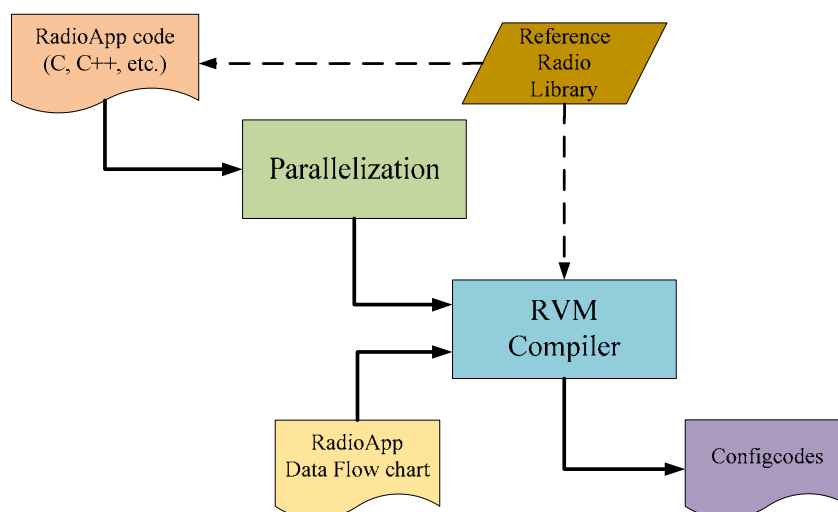 RadioApp code
(C, C++, etc.)
Reference
Radio
Library
Parallelization
RVM
Compiler
RadioApp
Data Flow chart
Configcodes